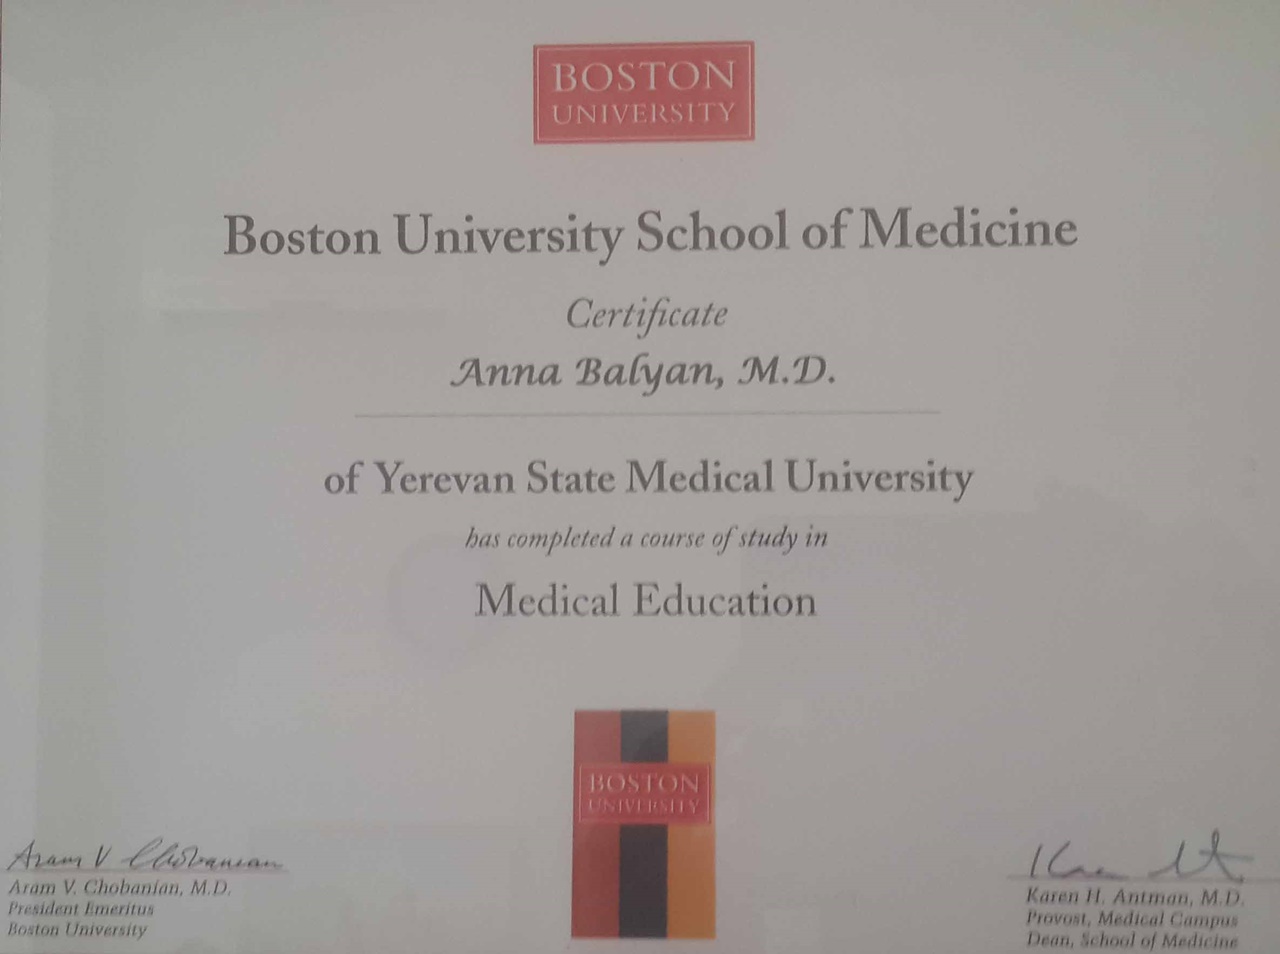 BOSTON
UNIVERSITY
Boston University School of Medicine
Certificate
Anna Balyan, M.D.
of Yerevan State Medical University
has completed a course of study in
Medical Education
BOSTON
UNIVERSITY
Aram V Chobanian
Aram V. Chobanian, M.D.
President Emeritus
Boston University
Karen H. Antman, M.D.
Provost, Medical Campus
Dean, School of Medicine